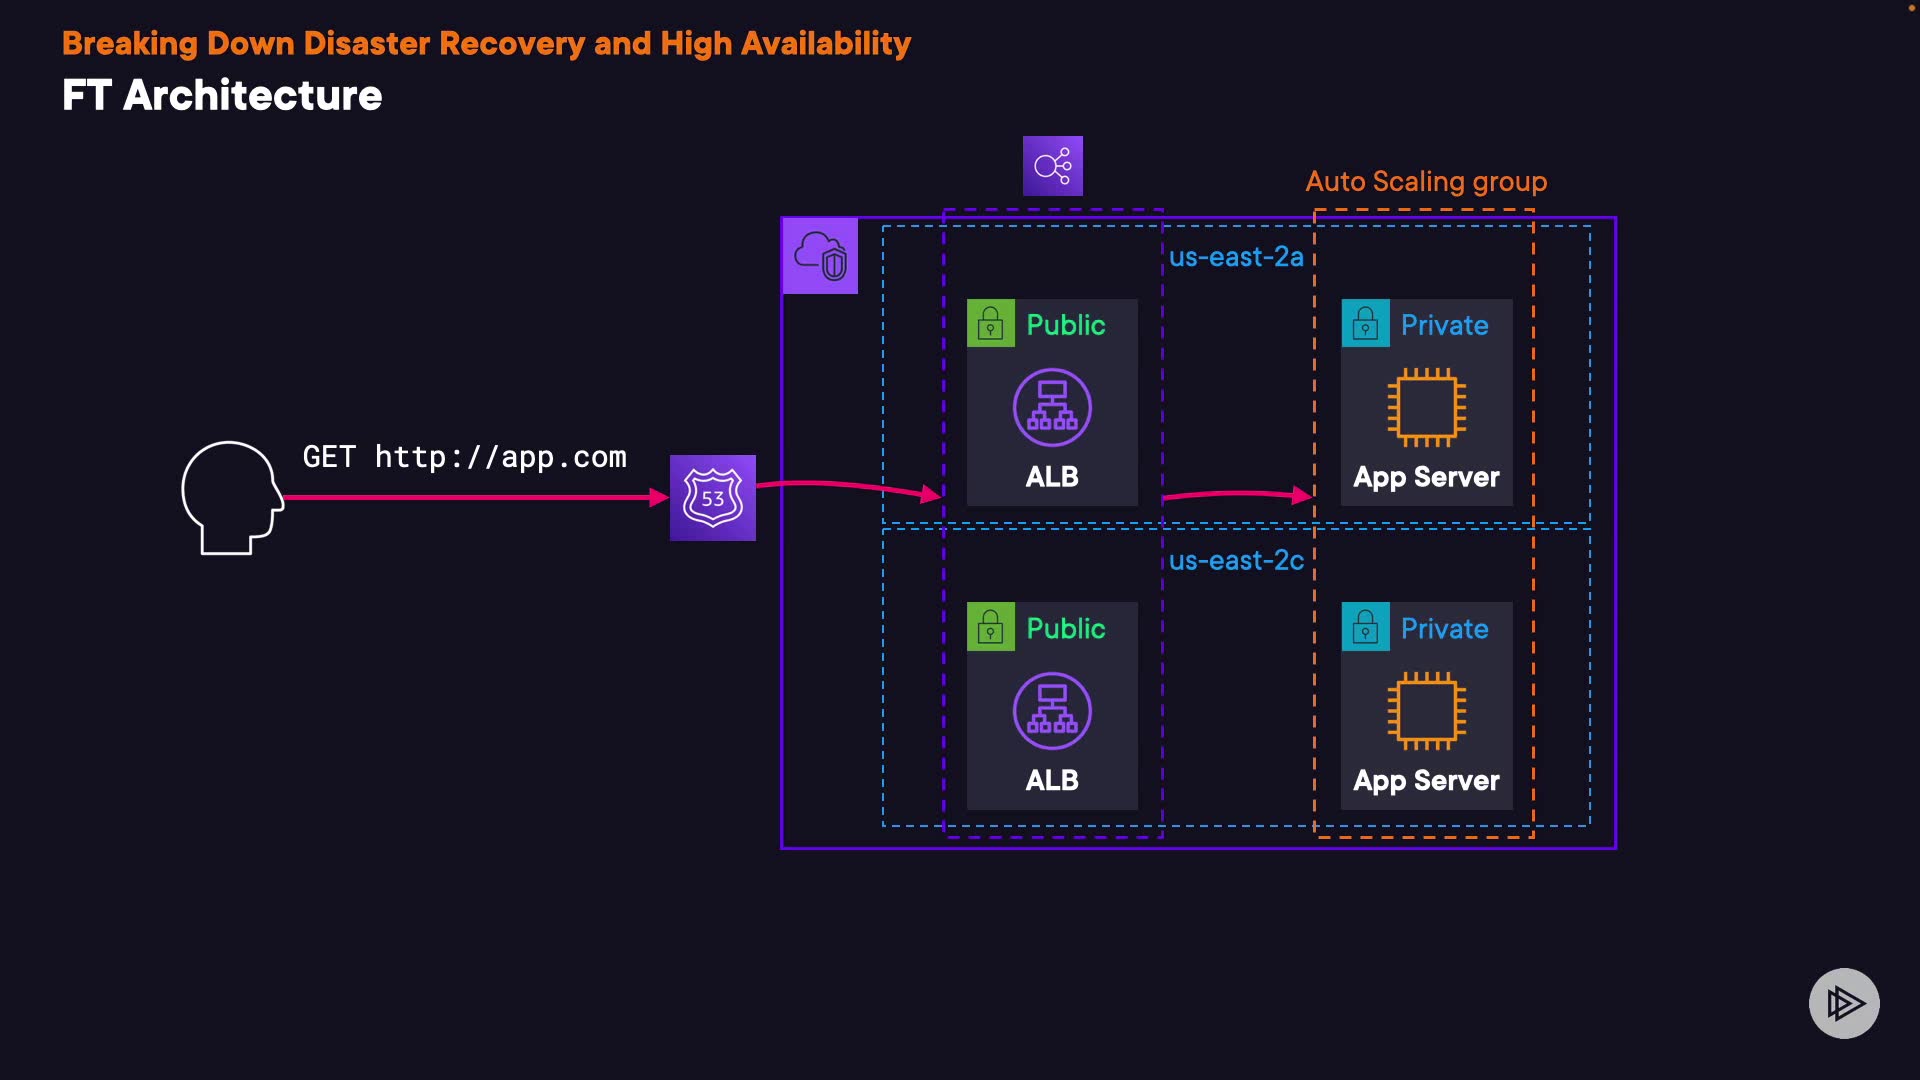 Breaking Down Disaster Recovery and High Availability
FT Architecture
Auto Scaling group
us-east-2a
Public
Private
ALB
App Server
GET http://app.com
53
us-east-2c
Public
Private
ALB
App Server